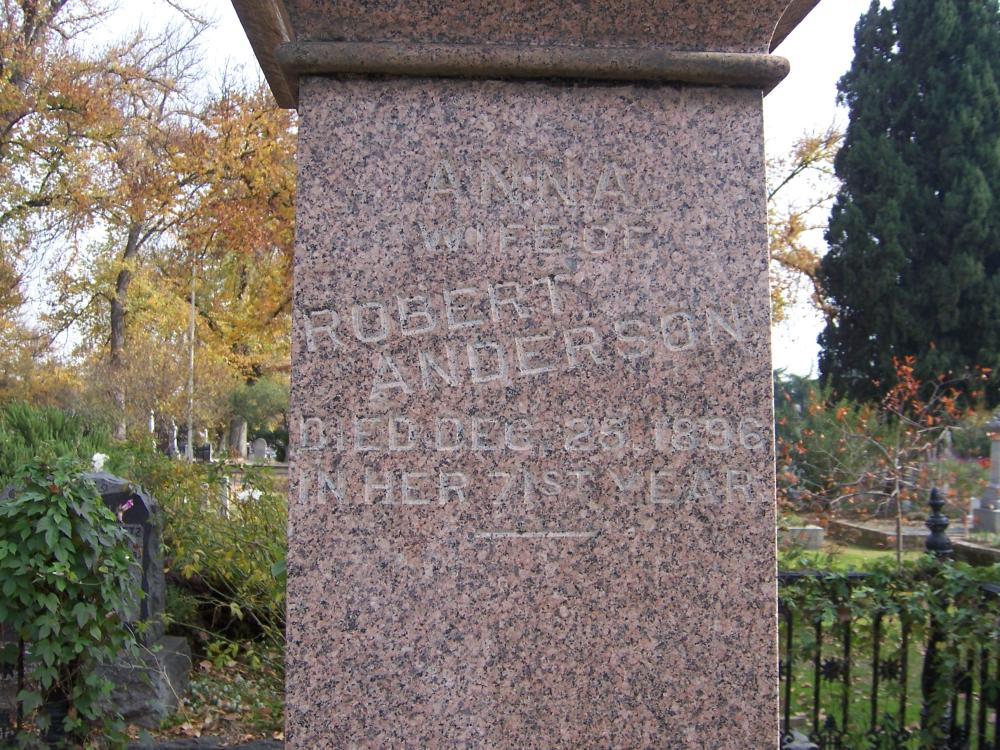 ANNA
WIFE OF
ROBERT
ANDERSON
DIED DEC. 25. 1896
IN HER 71ST YEAR